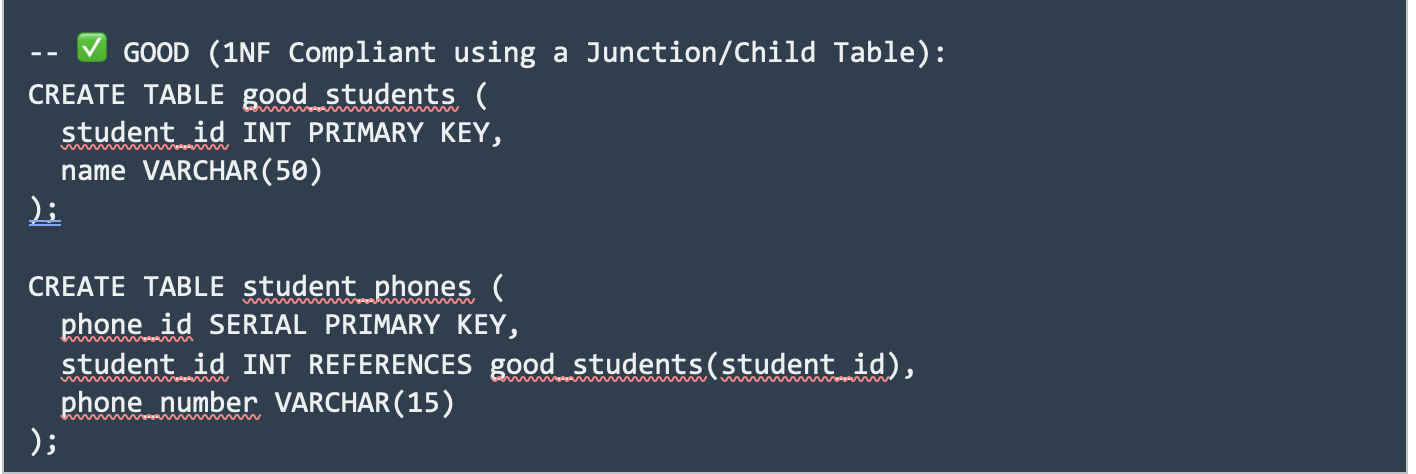 -- ✅ GOOD (1NF Compliant using a Junction/Child Table):
CREATE TABLE good_students (
  student_id INT PRIMARY KEY,
  name VARCHAR(50)
);

CREATE TABLE student_phones (
  phone_id SERIAL PRIMARY KEY,
  student_id INT REFERENCES good_students(student_id),
  phone_number VARCHAR(15)
);